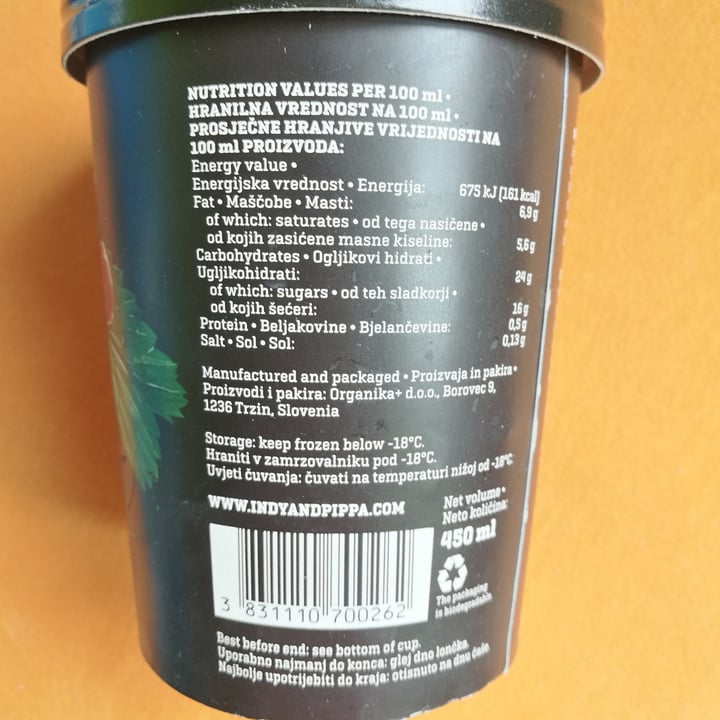 NUTRITION VALUES PER 100 ml •
HRANILNA VREDNOST NA 100 ml •
PROSJEČNE HRANJIVE VRIJEDNOSTI NA
100 ml PROIZVODA:
Energy value •
Energijska vrednost • Energija: 675 kJ (161 kcal)
Fat • Maščobe • Masti: 6,9 g
of which: saturates • od tega nasičene •
od kojih zasićene masne kiseline: 5,6 g
Carbohydrates • Ogljikovi hidrati •
Ugljikohidrati: 24 g
of which: sugars • od teh sladkorji •
od kojih šećeri: 16 g
Protein • Beljakovine • Bjelančevine: 0,5 g
Salt • Sol • Sol: 0,13 g
Manufactured and packaged • Proizvaja in pakira •
Proizvodi i pakira: Organika+ d.o.o., Borovec 9,
1236 Trzin, Slovenia
Storage: keep frozen below -18°C.
Hraniti v zamrzovalniku pod -18°C.
Uvjeti čuvanja: čuvati na temperaturi nižoj od -18°C.
WWW.INDYANDPIPPA.COM
Net volume •
Neto količina:
450 ml
The packaging
is biodegradable.
3 831110 700262
Best before end: see bottom of cup.
Uporabno najmanj do konca: glej dno lončka.
Najbolje upotrijebiti do kraja: otisnuto na dnu čaše.